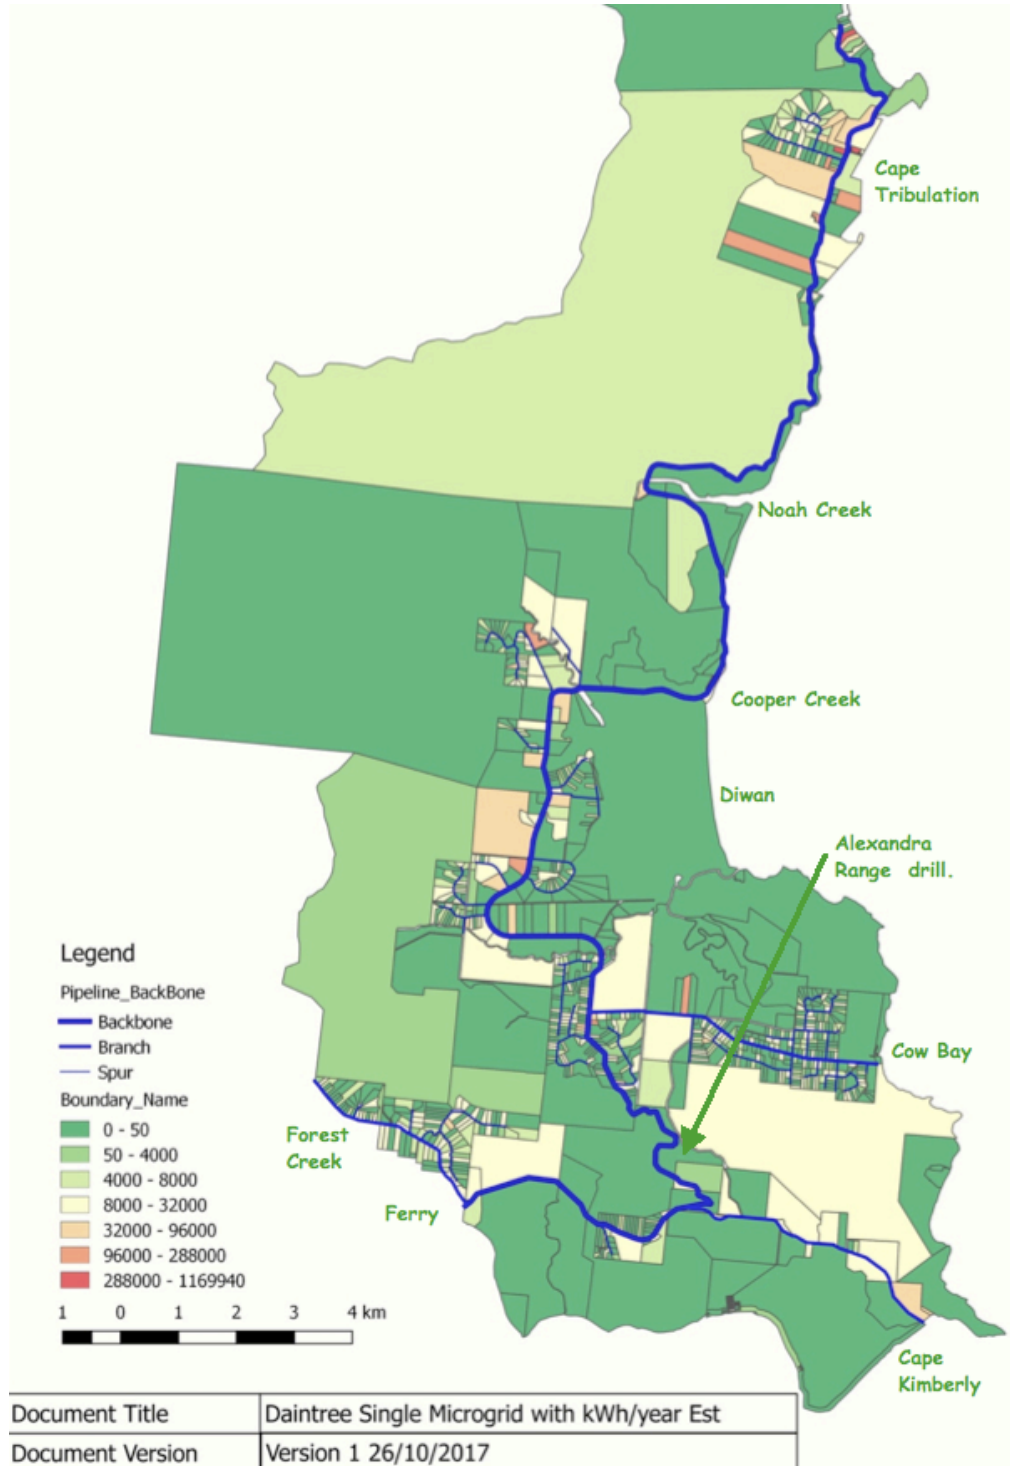 Cape
Tribulation
Noah Creek
Cooper Creek
Diwan
Alexandra
Range drill.
Legend
Pipeline_BackBone
Backbone
Branch
Spur
Boundary_Name
0 - 50
50 - 4000
4000 - 8000
8000 - 32000
32000 - 96000
96000 - 288000
288000 - 1169940
1 0 1 2 3 4 km
Cow Bay
Forest
Creek
Ferry
Cape
Kimberly
Document Title Daintree Single Microgrid with kWh/year Est
Document Version Version 1 26/10/2017